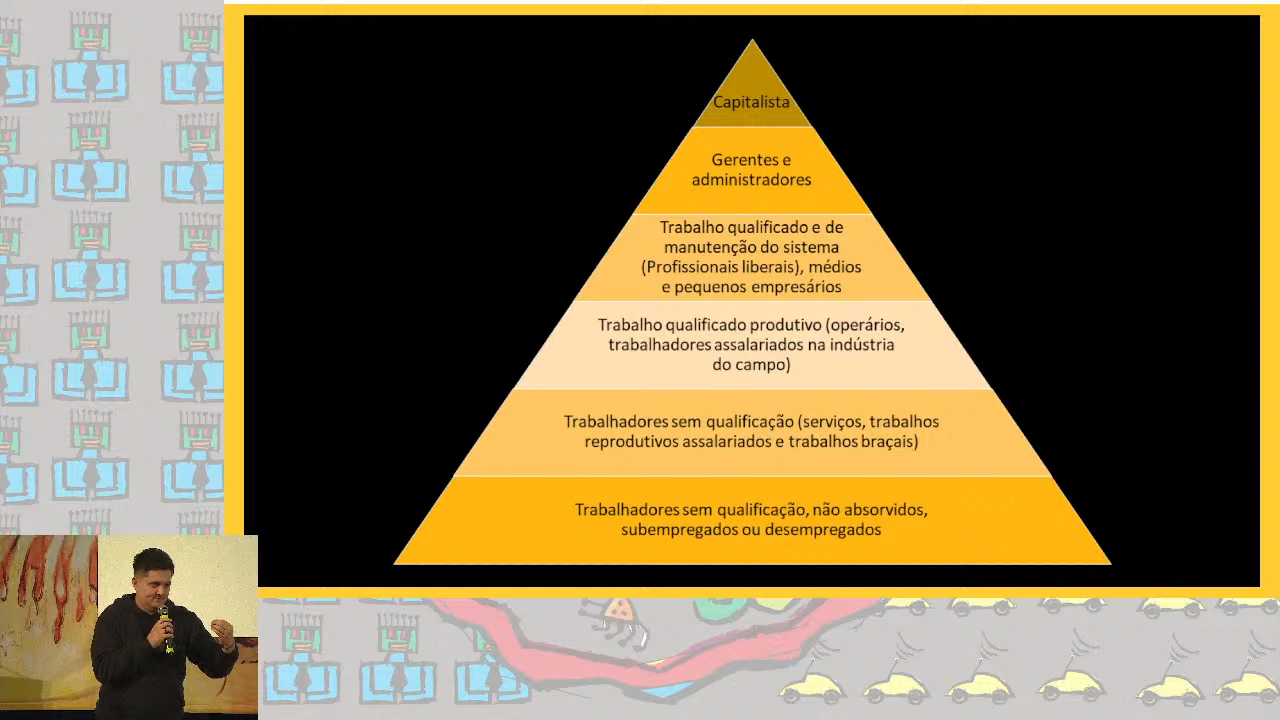 Capitalista
Gerentes e
administradores
Trabalho qualificado e de
manutenção do sistema
(Profissionais liberais), médios
e pequenos empresários
Trabalho qualificado produtivo (operários,
trabalhadores assalariados na indústria
do campo)
Trabalhadores sem qualificação (serviços, trabalhos
reprodutivos assalariados e trabalhos braçais)
Trabalhadores sem qualificação, não absorvidos,
subempregados ou desempregados